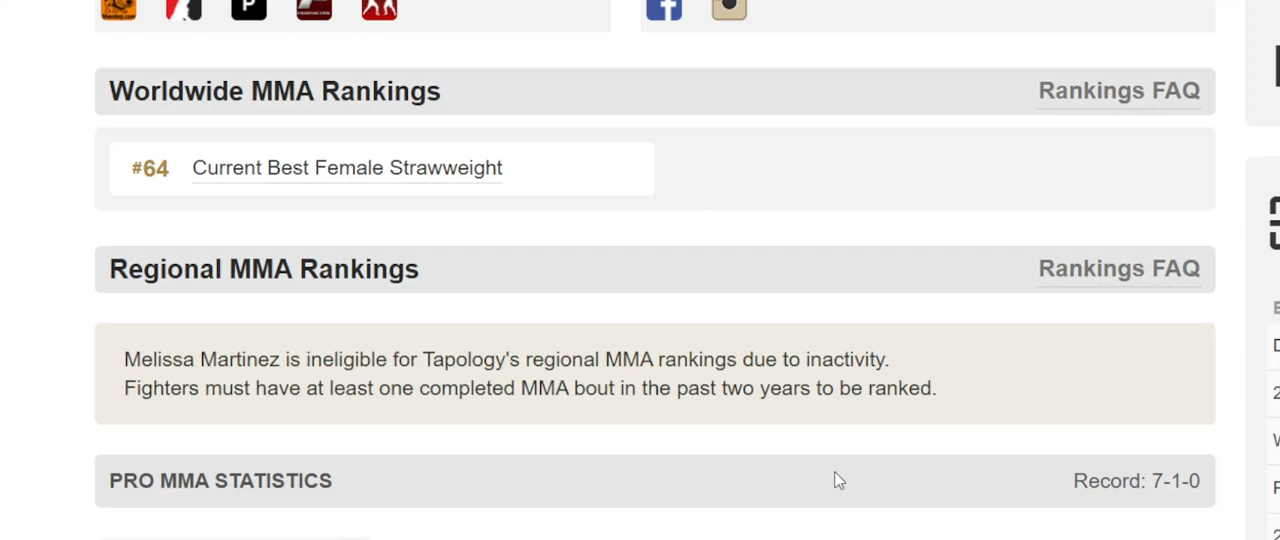 P
Worldwide MMA Rankings
Rankings FAQ
#64 Current Best Female Strawweight
Regional MMA Rankings
Rankings FAQ
Melissa Martinez is ineligible for Tapology's regional MMA rankings due to inactivity.
Fighters must have at least one completed MMA bout in the past two years to be ranked.
PRO MMA STATISTICS
Record: 7-1-0